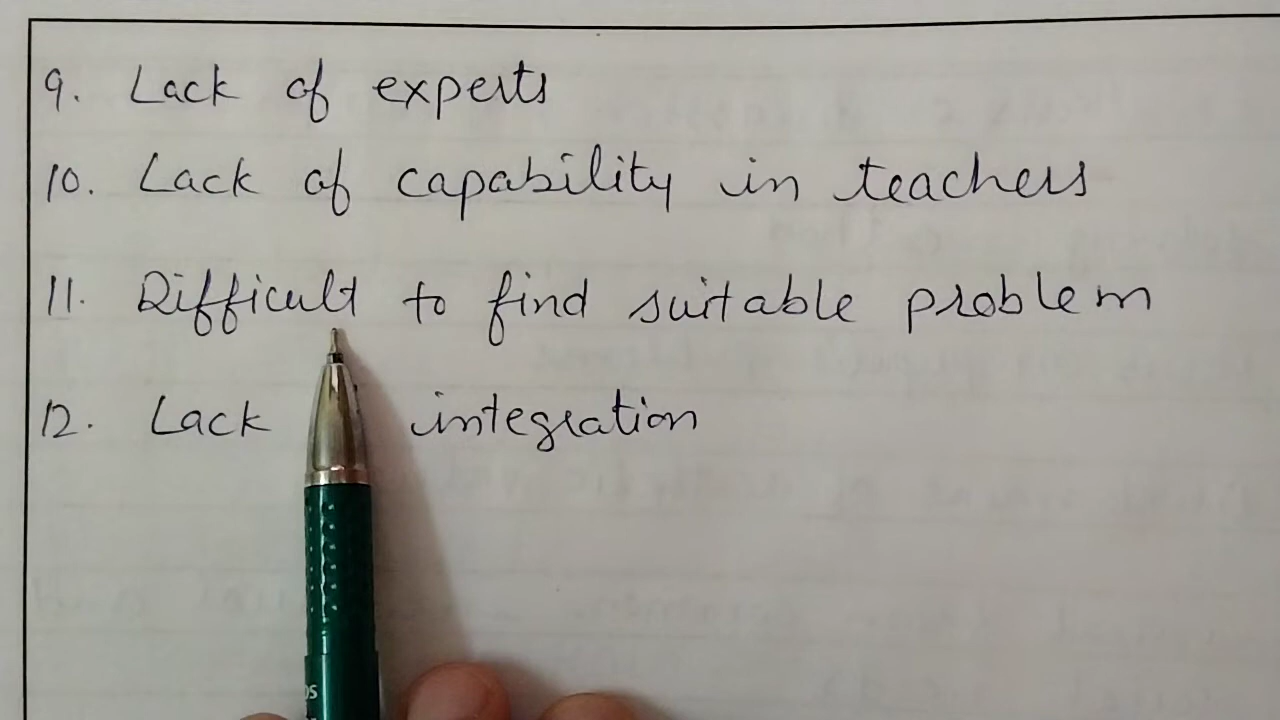 9. Lack of experts
10. Lack of capability in teachers
11. Difficult to find suitable problem
12. Lack integration